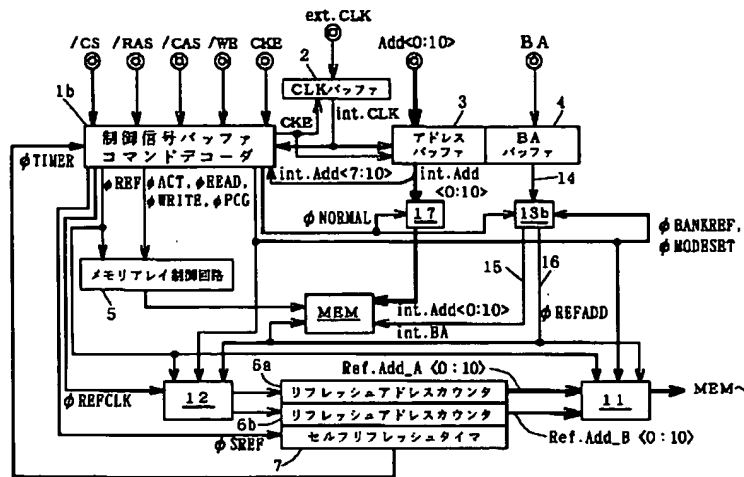 ext.CLK
/CS /RAS /CAS /WE CKE
Add<0:10>
BA
2
CLKバッファ
1b
3
4
CKE
int.CLK
制御信号バッファ
コマンドデコーダ
アドレス
バッファ
BA
バッファ
φTIMER
φREF
φACT, φREAD,
φWRITE, φPCG
int.Add<7:10>
int.Add
<0:10>
14
φNORMAL
17
13b
φBANKREF,
φMODESET
メモリアレイ制御回路
5
15
16
MEM
int.Add<0:10>
int.BA
φREFADD
6a
Ref.Add_A <0:10>
φREFCLK
12
リフレッシュアドレスカウンタ
11
MEM~
リフレッシュアドレスカウンタ
6b
Ref.Add_B <0:10>
φSREF
セルフリフレッシュタイマ
7